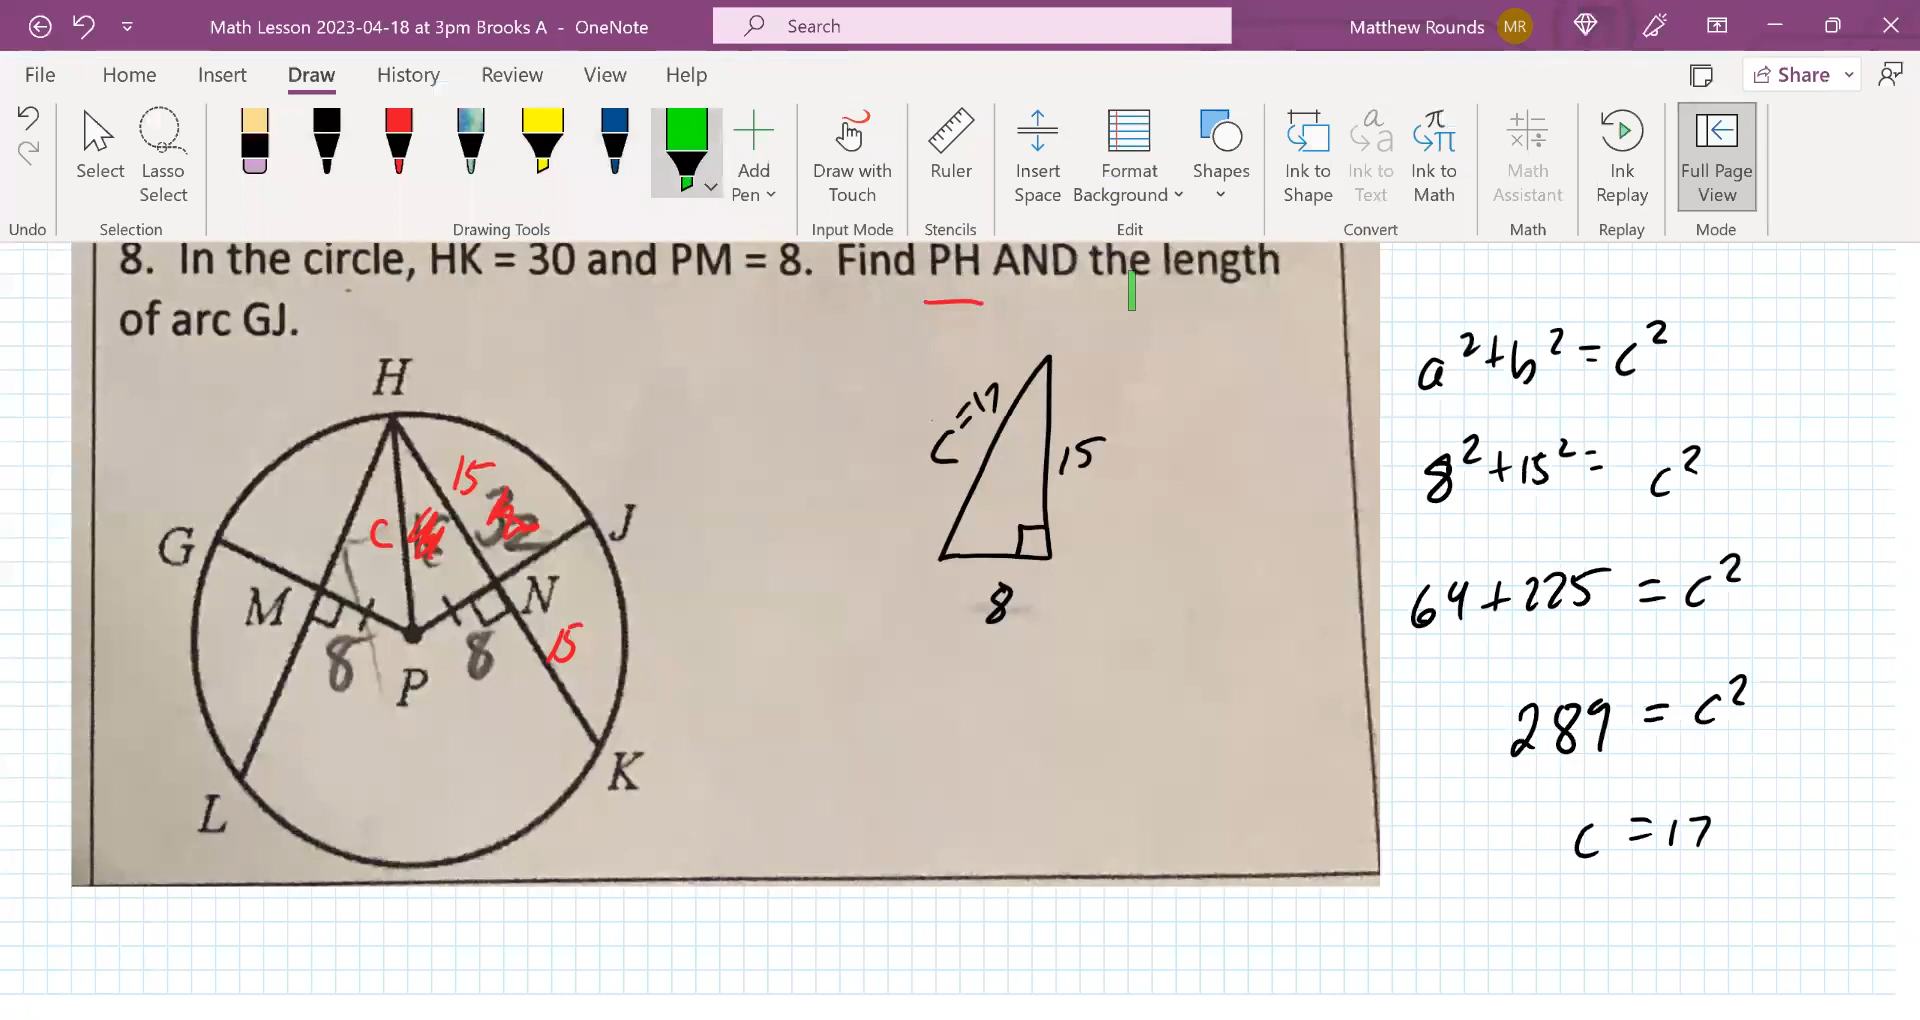 Math Lesson 2023-04-18 at 3pm Brooks A - OneNote
Search
Matthew Rounds
MR
File Home Insert Draw History Review View Help
Share
Select
Lasso Select
Add Pen
Draw with Touch
Ruler
Insert Space
Format Background
Shapes
Ink to Shape
Ink to Text
Ink to Math
Math Assistant
Ink Replay
Full Page View
Undo Selection Drawing Tools Input Mode Stencils Edit Convert Math Replay Mode
8. In the circle, HK = 30 and PM = 8. Find PH AND the length
of arc GJ.
H
15
G
C
J
M
N
8
8
15
P
K
L
C=17
15
8
a²+b²=c²
8²+15²= c²
64+225 = c²
289 = c²
c =17